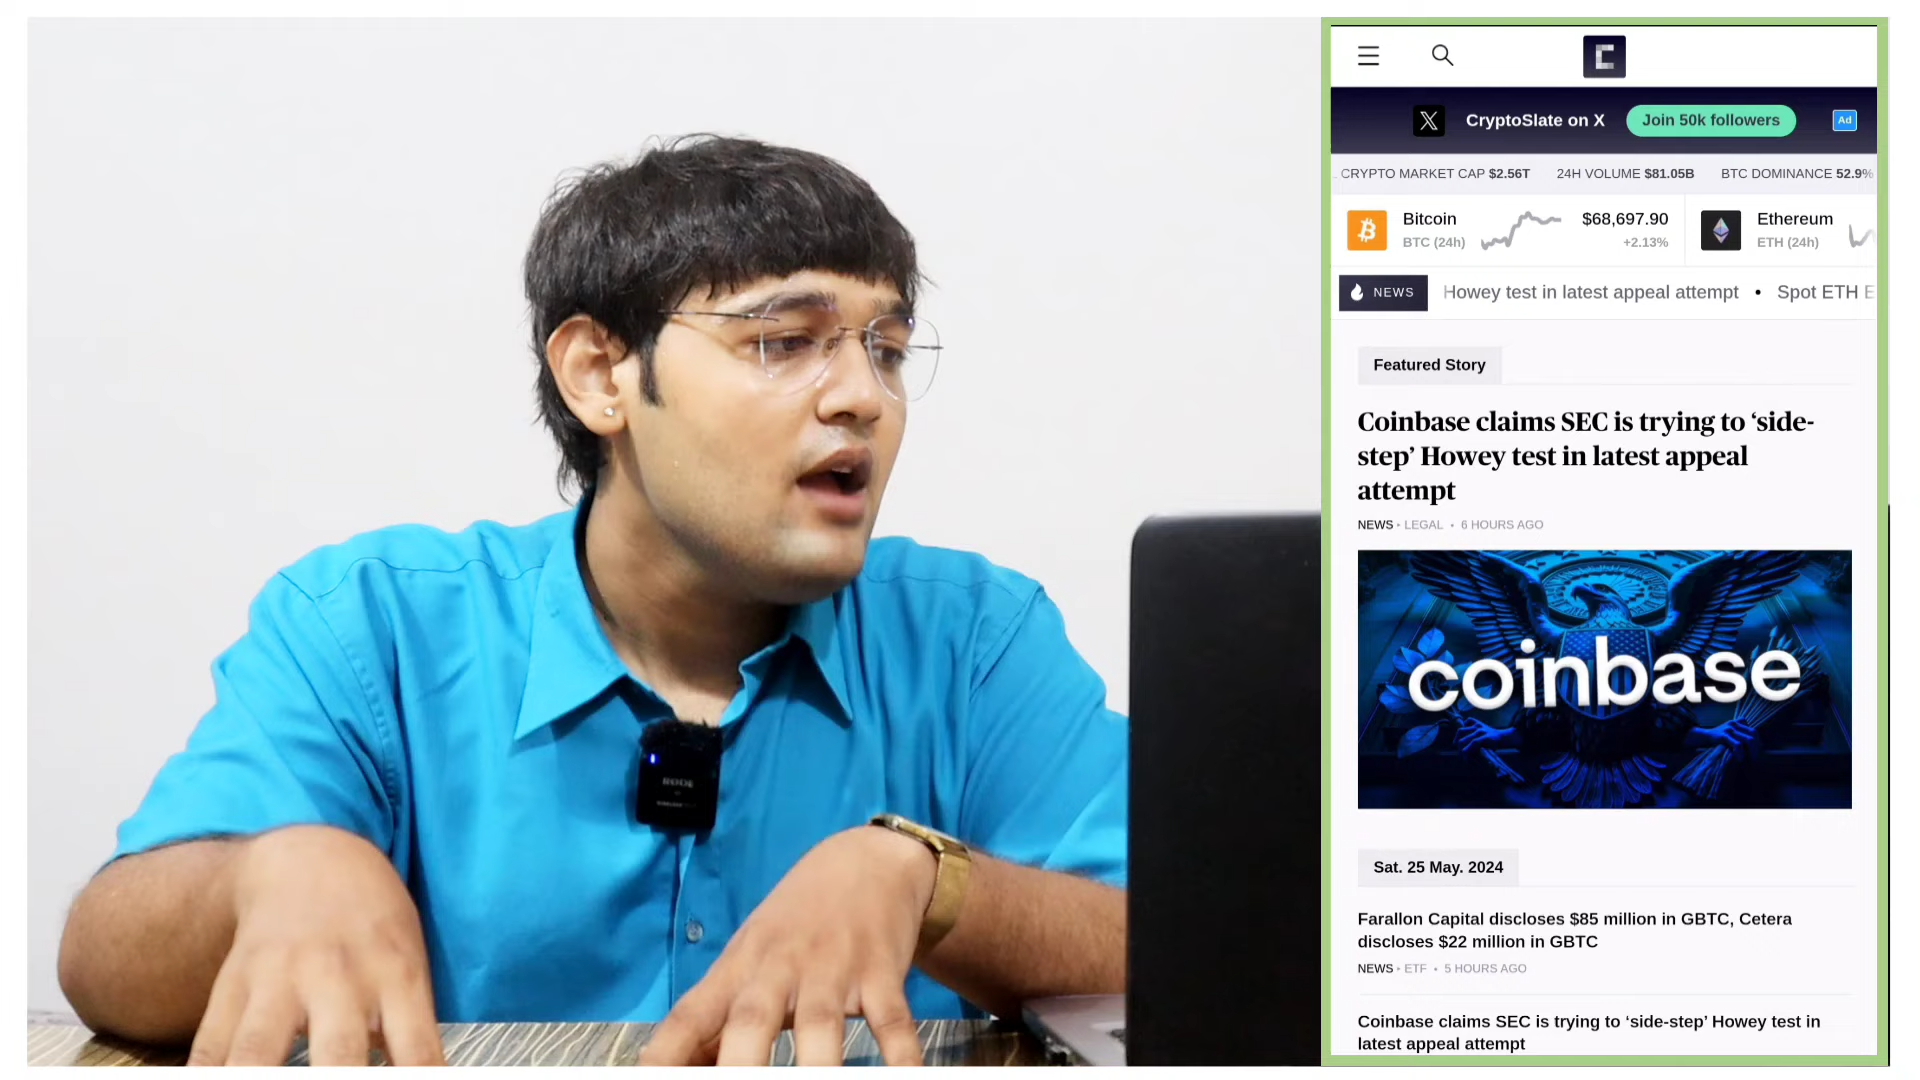 CryptoSlate on X
Join 50k followers
Ad
CRYPTO MARKET CAP $2.56T 24H VOLUME $81.05B BTC DOMINANCE 52.9%
Bitcoin
BTC (24h)
$68,697.90
+2.13%
Ethereum
ETH (24h)
NEWS
Howey test in latest appeal attempt • Spot ETH E
Featured Story
Coinbase claims SEC is trying to ‘side-
step’ Howey test in latest appeal
attempt
NEWS ▸ LEGAL • 6 HOURS AGO
coinbase
Sat. 25 May. 2024
Farallon Capital discloses $85 million in GBTC, Cetera
discloses $22 million in GBTC
NEWS ▸ ETF • 5 HOURS AGO
Coinbase claims SEC is trying to ‘side-step’ Howey test in
latest appeal attempt
RODE